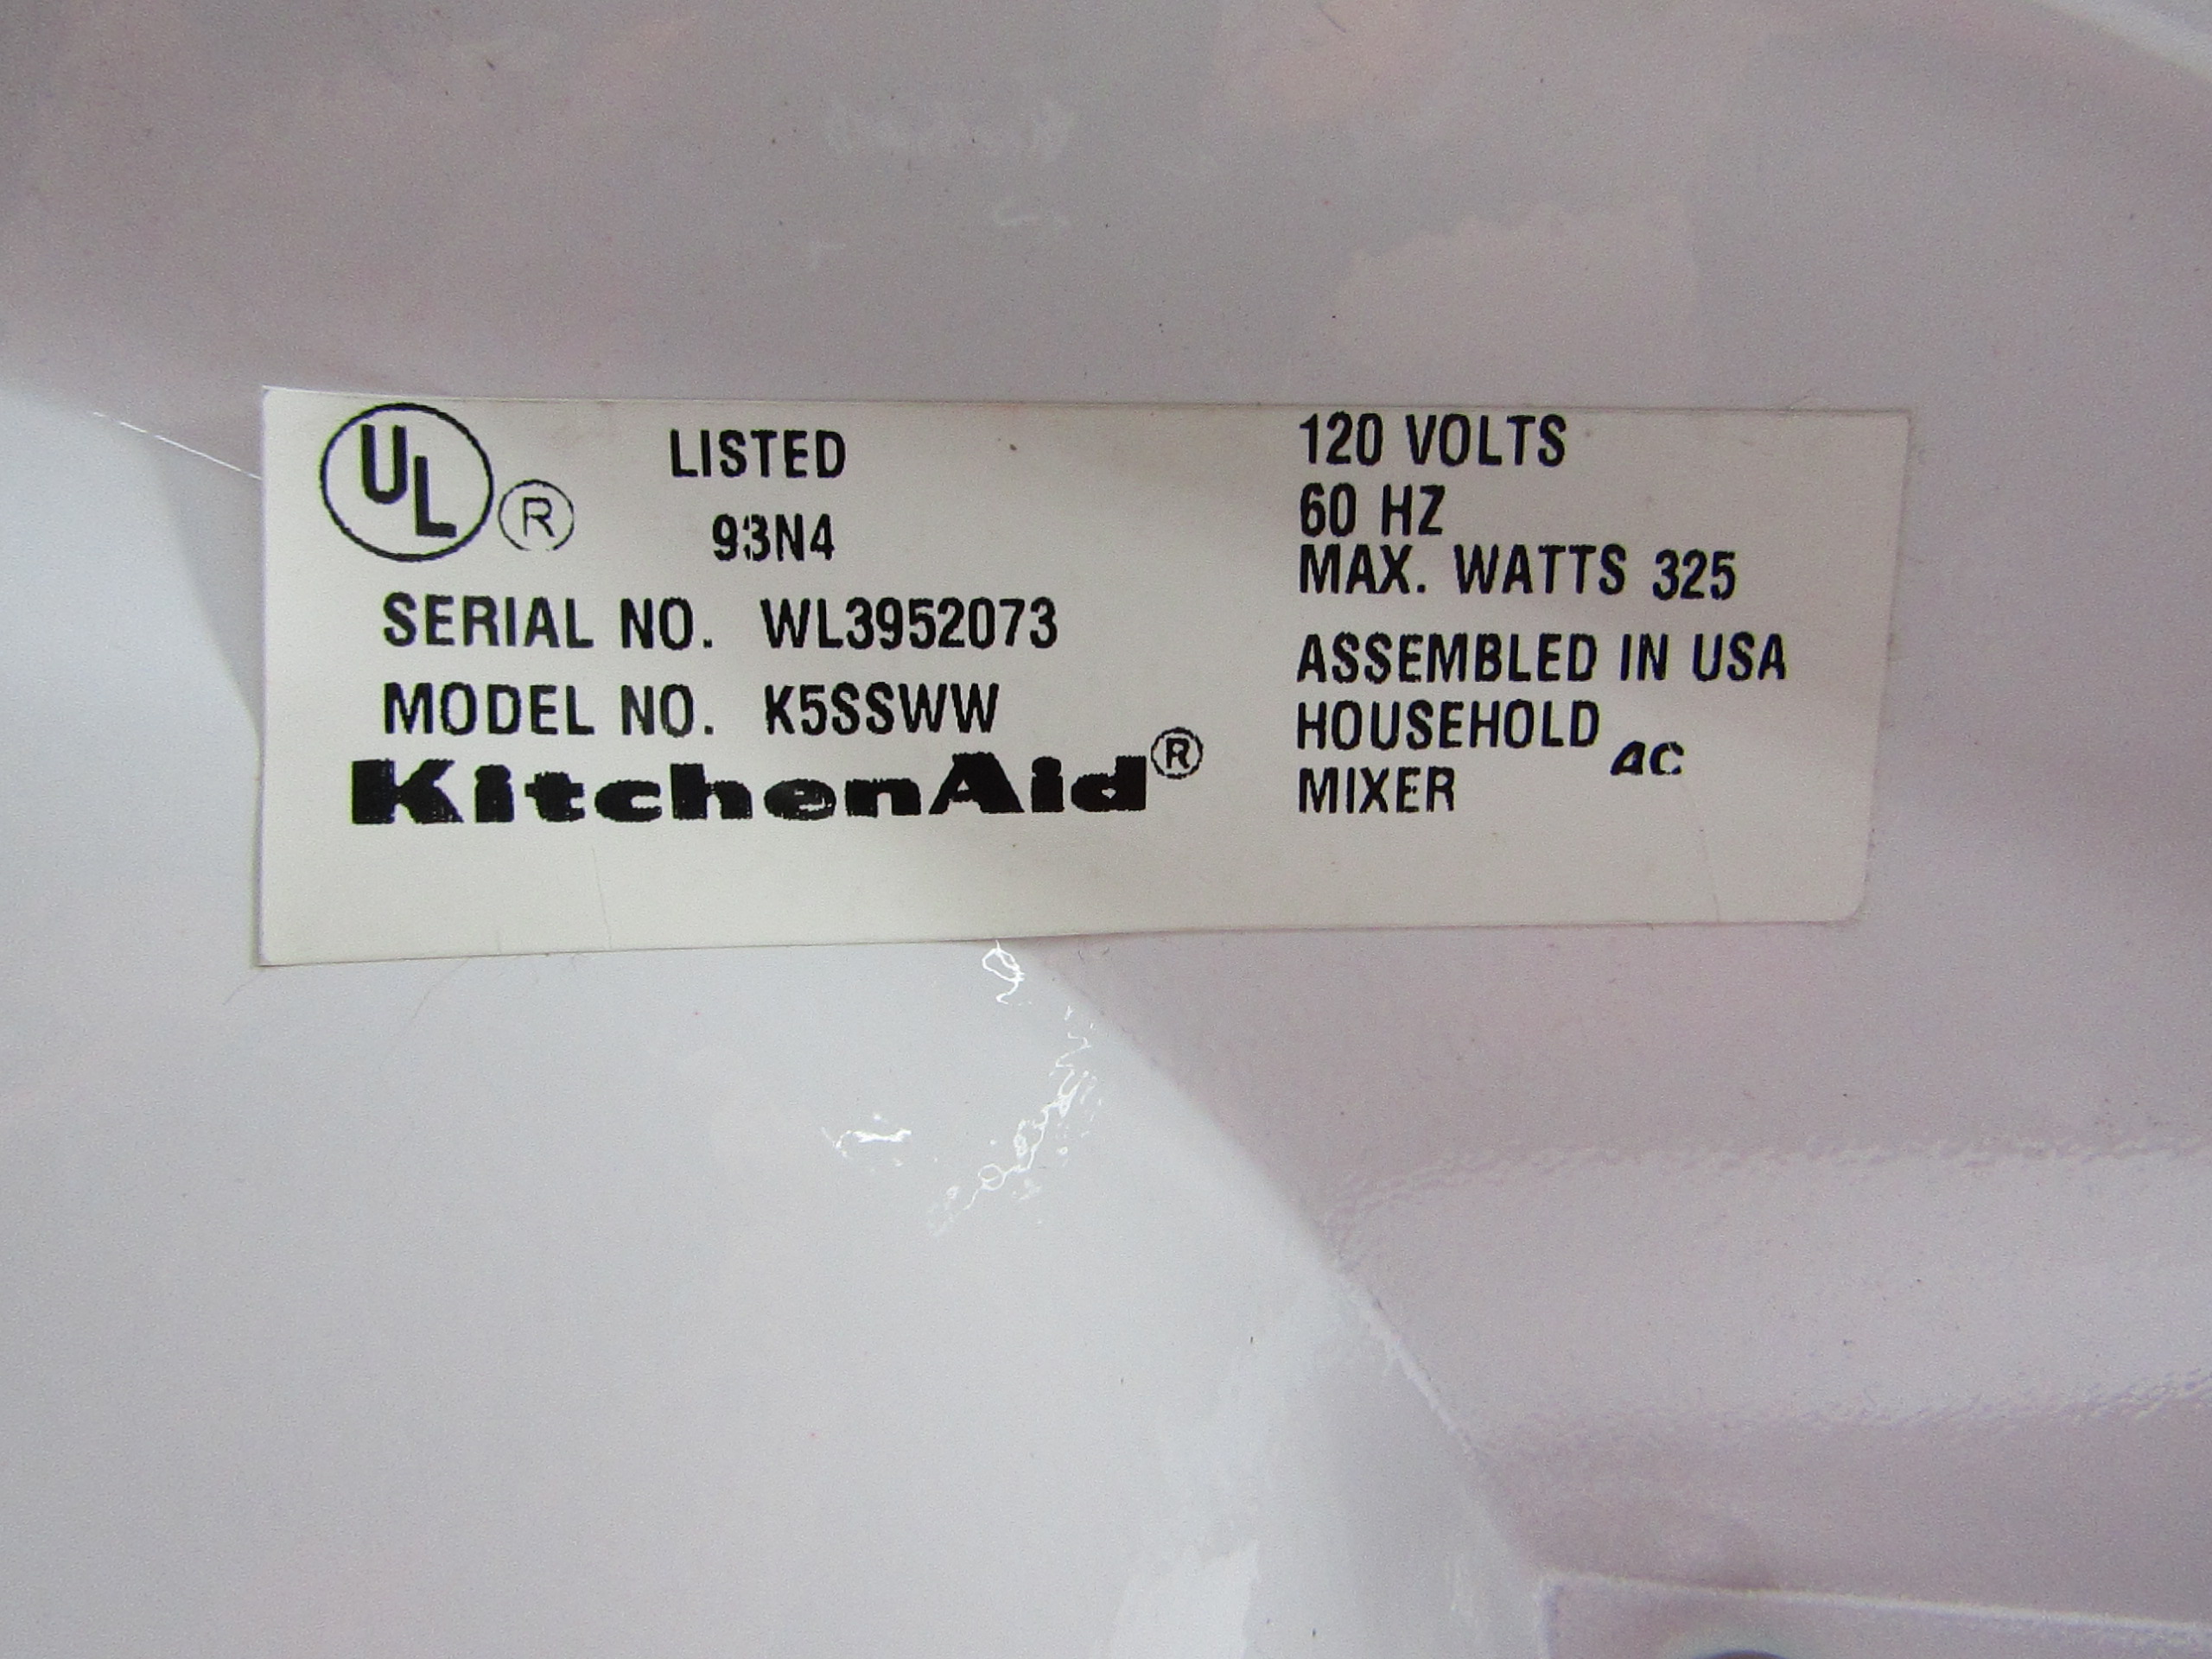 UL® LISTED
93N4
SERIAL NO. WL3952073
MODEL NO. K5SSWW
KitchenAid®
120 VOLTS
60 HZ
MAX. WATTS 325
ASSEMBLED IN USA
HOUSEHOLD AC
MIXER